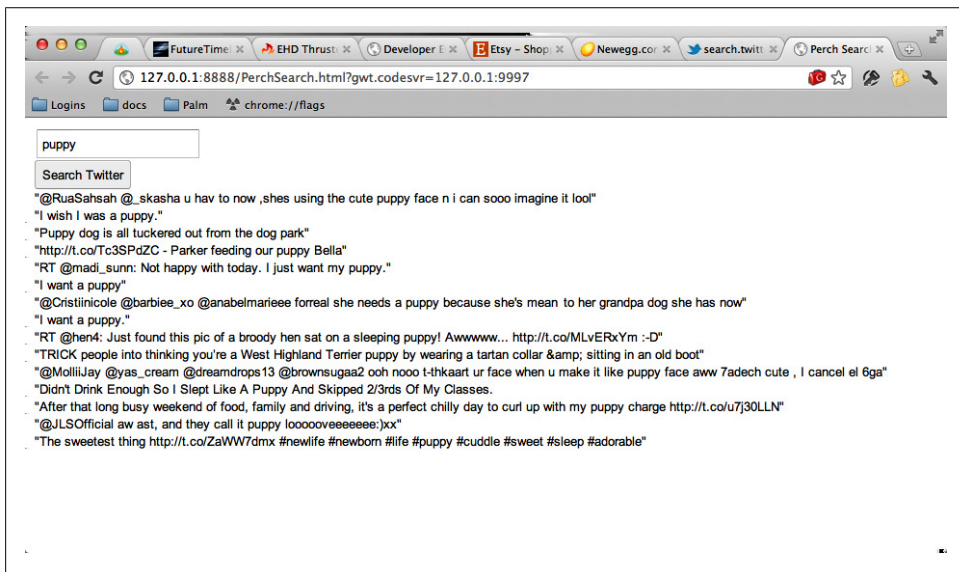 FutureTime EHD Thrust Developer E Etsy – Shop Newegg.cor search.twitt Perch Searcl
127.0.0.1:8888/PerchSearch.html?gwt.codesvr=127.0.0.1:9997
Logins docs Palm chrome://flags
puppy
Search Twitter
"@RuaSahsah @_skasha u hav to now ,shes using the cute puppy face n i can sooo imagine it lool"
"I wish I was a puppy."
"Puppy dog is all tuckered out from the dog park"
"http://t.co/Tc3SPdZC - Parker feeding our puppy Bella"
"RT @madi_sunn: Not happy with today. I just want my puppy."
"I want a puppy"
"@Cristiinicole @barbiee_xo @anabelmarieee forreal she needs a puppy because she's mean to her grandpa dog she has now"
"I want a puppy."
"RT @hen4: Just found this pic of a broody hen sat on a sleeping puppy! Awwwww... http://t.co/MLvERxYm :-D"
"TRICK people into thinking you're a West Highland Terrier puppy by wearing a tartan collar &amp; sitting in an old boot"
"@MolliiJay @yas_cream @dreamdrops13 @brownsugaa2 ooh nooo t-thkaart ur face when u make it like puppy face aww 7adech cute , I cancel el 6ga"
"Didn't Drink Enough So I Slept Like A Puppy And Skipped 2/3rds Of My Classes.
"After that long busy weekend of food, family and driving, it's a perfect chilly day to curl up with my puppy charge http://t.co/u7j30LLN"
"@JLSOfficial aw ast, and they call it puppy looooveeeeeee:)xx"
"The sweetest thing http://t.co/ZaWW7dmx #newlife #newborn #life #puppy #cuddle #sweet #sleep #adorable"